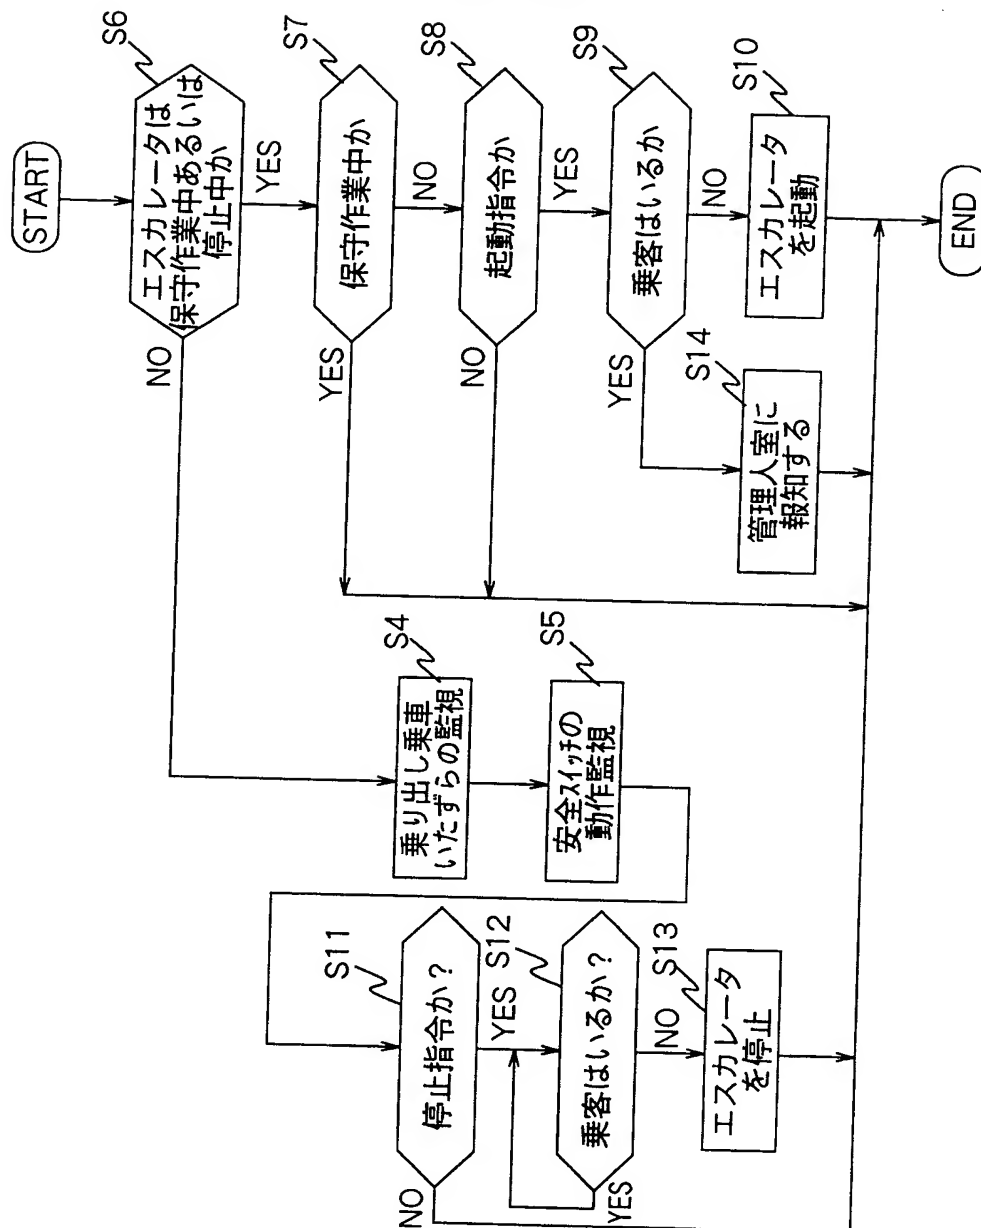 START
S6
エスカレータは
保守作業中あるいは
停止中か
NO
YES
S7
保守作業中か
YES
NO
S8
起動指令か
NO
YES
S9
乗客はいるか
YES
NO
S10
エスカレータ
を起動
S14
管理人室に
報知する
S4
乗り出し乗車
いたずらの監視
S5
安全スイッチの
動作監視
S11
停止指令か?
NO
YES
S12
乗客はいるか?
YES
NO
S13
エスカレータ
を停止
END